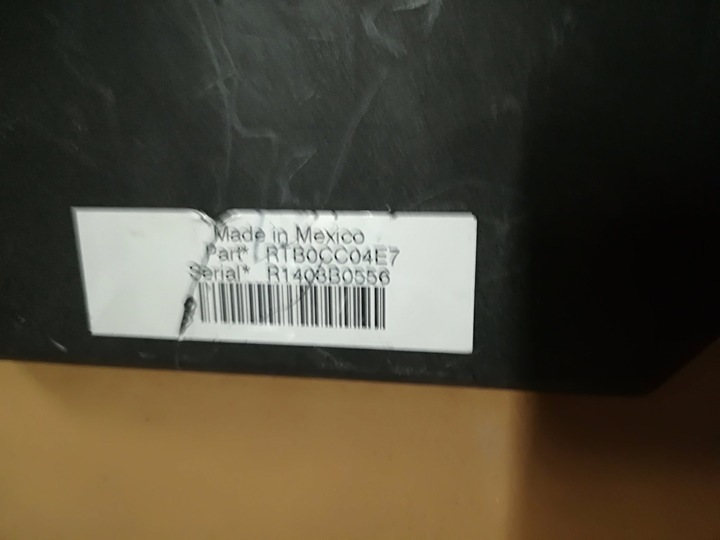 Made in Mexico
Part* RTB0CC04E7
Serial* R1408B0556